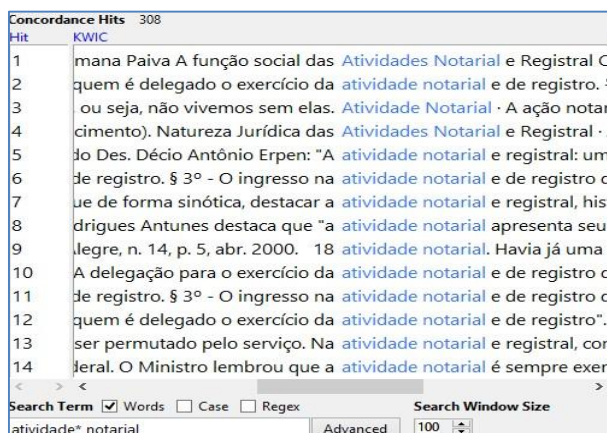 Concordance Hits 308
Hit KWIC
1 mana Paiva A função social das Atividades Notarial e Registral
2 quem é delegado o exercício da atividade notarial e de registro.
3 . ou seja, não vivemos sem elas. Atividade Notarial · A ação
4 cimento). Natureza Jurídica das Atividades Notarial e Registral ·
5 do Des. Décio Antônio Erpen: "A atividade notarial e registral:
6 de registro. § 3º - O ingresso na atividade notarial e de registro
7 ue de forma sinótica, destacar a atividade notarial e registral,
8 drigues Antunes destaca que "a atividade notarial apresenta seu
9 legre, n. 14, p. 5, abr. 2000. 18 atividade notarial. Havia já uma
10 A delegação para o exercício da atividade notarial e de registro
11 de registro. § 3º - O ingresso na atividade notarial e de registro
12 quem é delegado o exercício da atividade notarial e de registro".
13 ser permutado pelo serviço. Na atividade notarial e registral,
14 deral. O Ministro lembrou que a atividade notarial é sempre
Search Term Words Case Regex Search Window Size
atividade* notarial Advanced 100